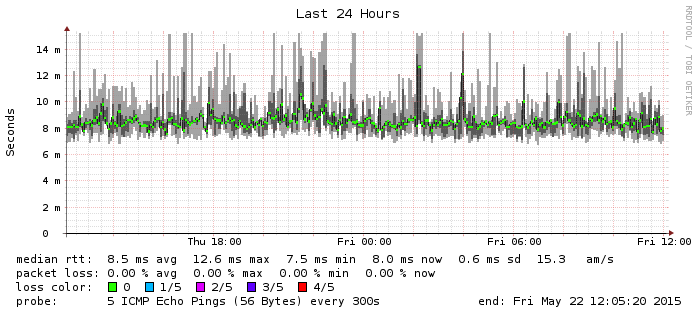 Last 24 Hours
RRDTOOL / TOBI OETIKER
Seconds
14 m
12 m
10 m
8 m
6 m
4 m
2 m
0
Thu 18:00 Fri 00:00 Fri 06:00 Fri 12:00
median rtt: 8.5 ms avg 12.6 ms max 7.5 ms min 8.0 ms now 0.6 ms sd 15.3 am/s
packet loss: 0.00 % avg 0.00 % max 0.00 % min 0.00 % now
loss color: 0 1/5 2/5 3/5 4/5
probe: 5 ICMP Echo Pings (56 Bytes) every 300s end: Fri May 22 12:05:20 2015